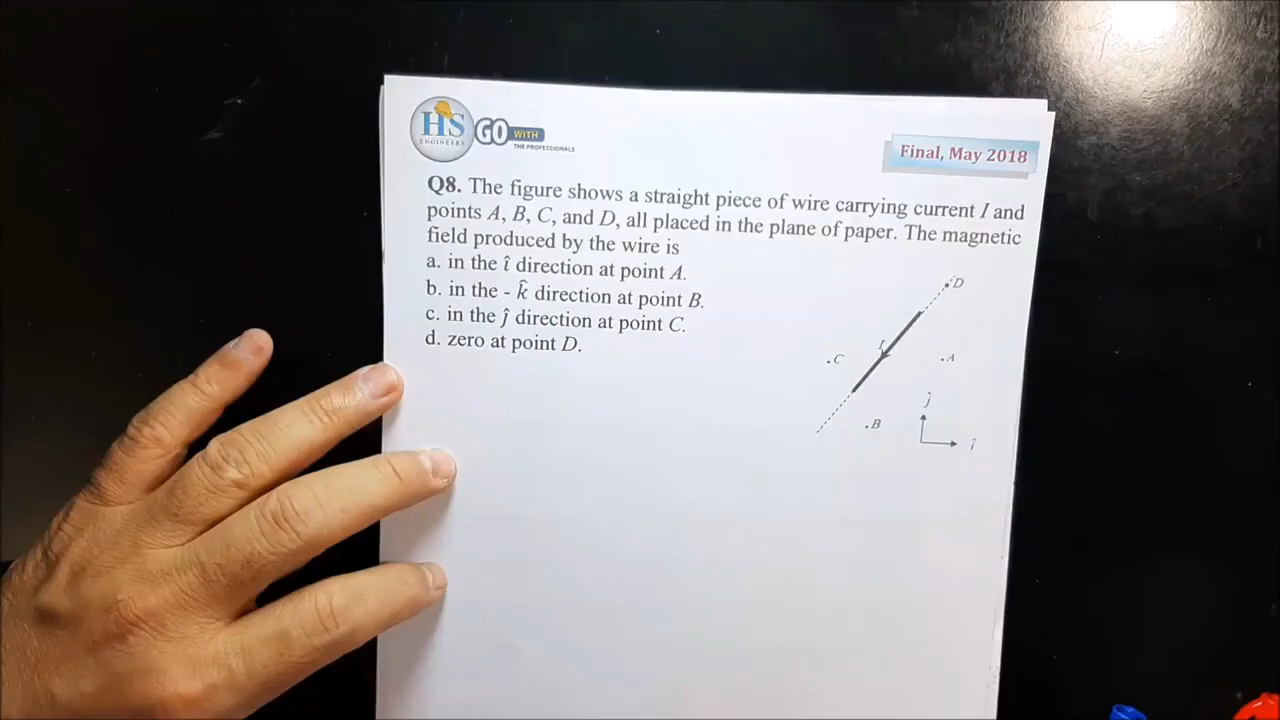 HS
ENGINEERS
GO WITH
THE PROFESSIONALS
Final, May 2018
Q8. The figure shows a straight piece of wire carrying current I and
points A, B, C, and D, all placed in the plane of paper. The magnetic
field produced by the wire is
a. in the î direction at point A.
b. in the - k̂ direction at point B.
c. in the ĵ direction at point C.
d. zero at point D.
D
I
C
A
ĵ
B
î